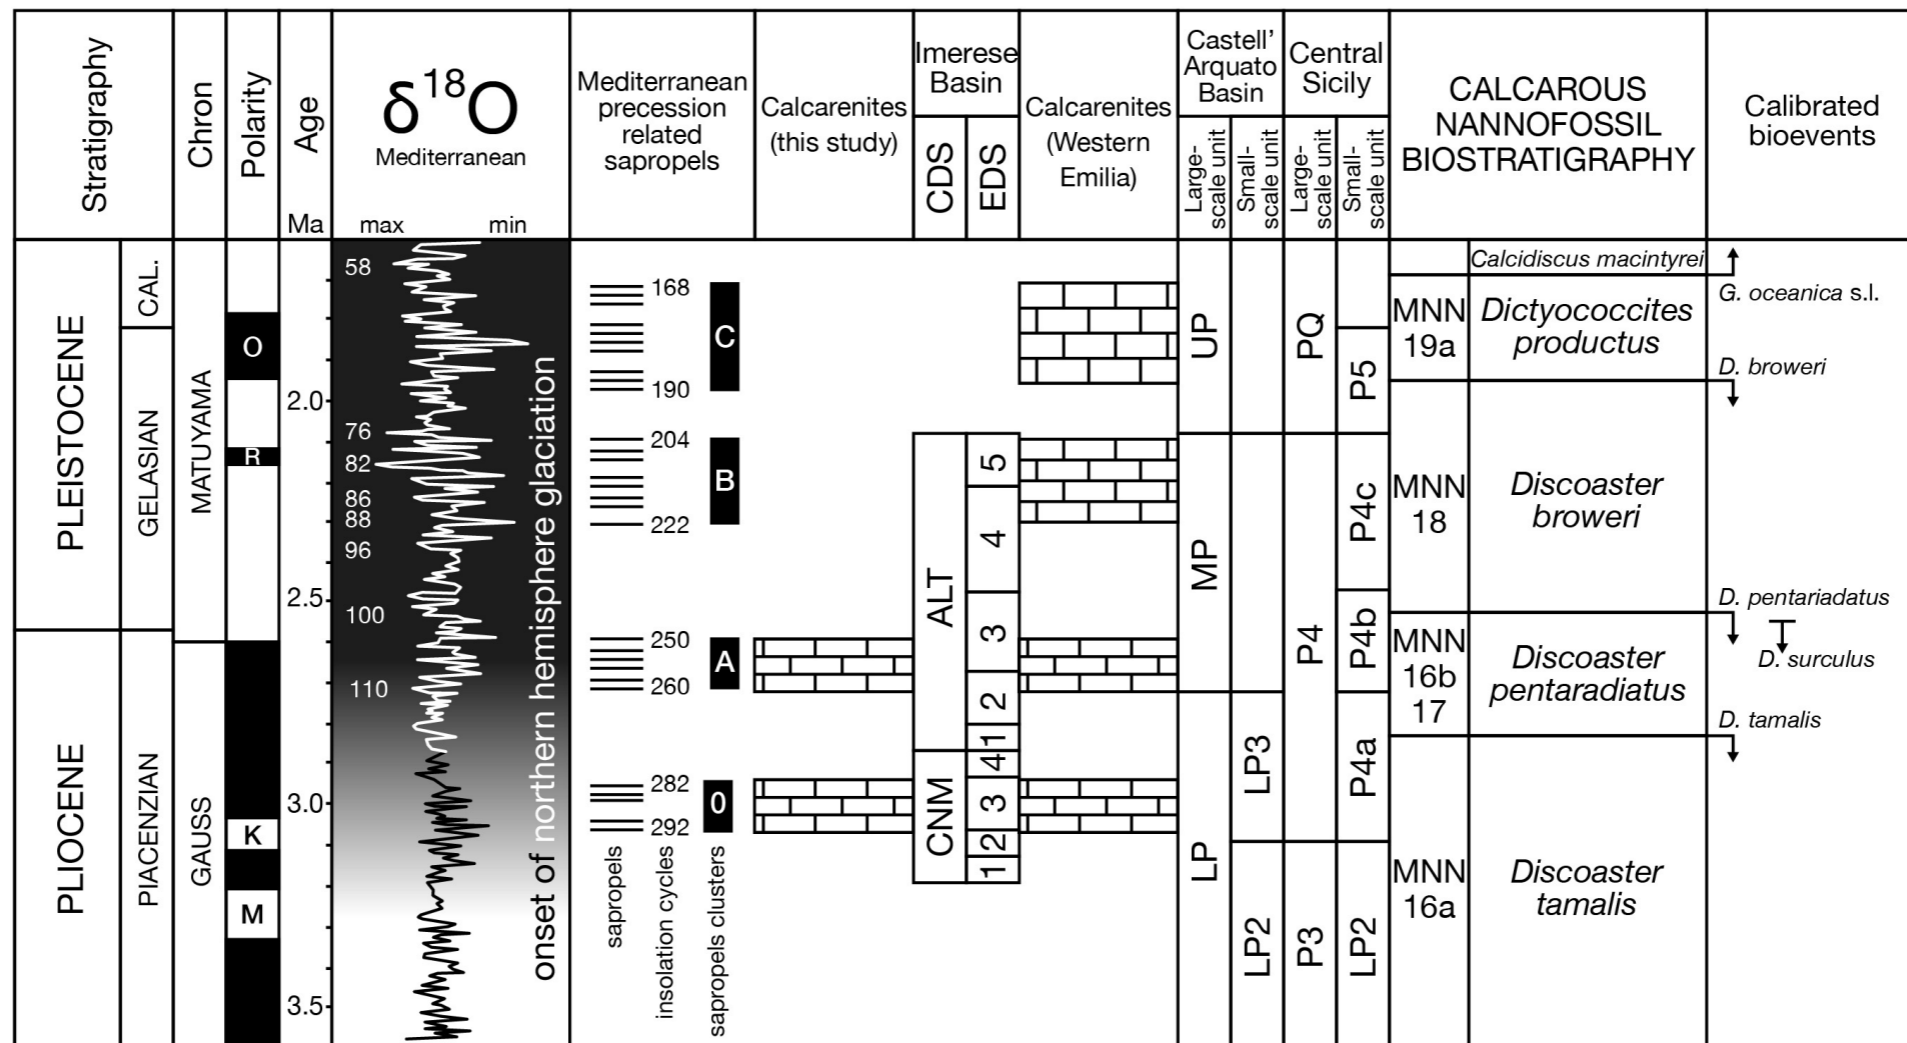 Stratigraphy
Chron
Polarity
Age
Ma
δ18O
Mediterranean
max min
Mediterranean
precession
related
sapropels
Calcarenites
(this study)
Imerese
Basin
CDS
EDS
Calcarenites
(Western
Emilia)
Castell’
Arquato
Basin
Large-
scale unit
Small-
scale unit
Central
Sicily
Large-
scale unit
Small-
scale unit
CALCAROUS
NANNOFOSSIL
BIOSTRATIGRAPHY
Calibrated
bioevents
PLEISTOCENE
PLIOCENE
CAL.
GELASIAN
PIACENZIAN
MATUYAMA
GAUSS
O
R
K
M
2.0
2.5
3.0
3.5
58
76
82
86
88
96
100
110
onset of northern hemisphere glaciation
168
190
204
222
250
260
282
292
C
B
A
0
sapropels
insolation cycles
sapropels clusters
ALT
CNM
5
4
3
2
1
4
3
2
1
UP
MP
LP
LP3
LP2
PQ
P4
P3
P5
P4c
P4b
P4a
LP2
Calcidiscus macintyrei
MNN
19a
Dictyococcites
productus
MNN
18
Discoaster
broweri
MNN
16b
17
Discoaster
pentaradiatus
MNN
16a
Discoaster
tamalis
G. oceanica s.l.
D. broweri
D. pentariadatus
D. surculus
D. tamalis